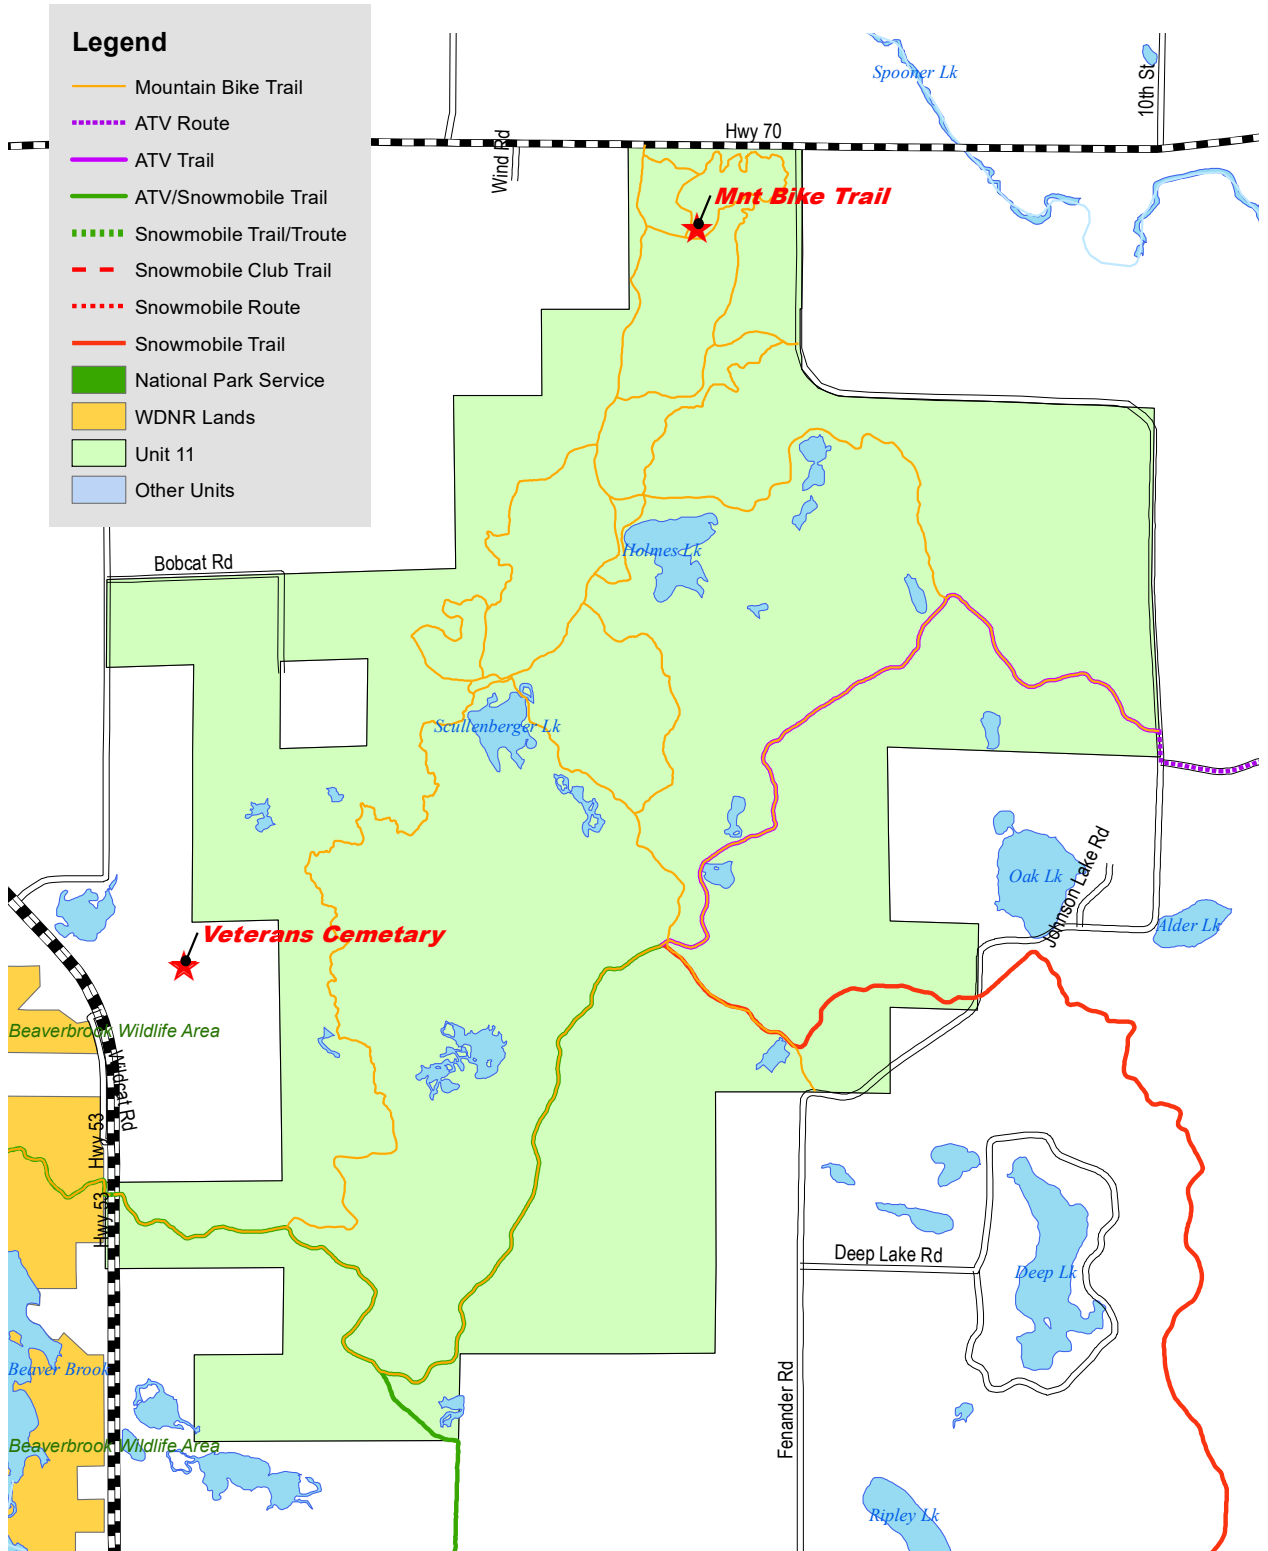 Legend
Mountain Bike Trail
ATV Route
ATV Trail
ATV/Snowmobile Trail
Snowmobile Trail/Troute
Snowmobile Club Trail
Snowmobile Route
Snowmobile Trail
National Park Service
WDNR Lands
Unit 11
Other Units
Spooner Lk
10th St
Hwy 70
Wind Rd
Mnt Bike Trail
Holmes Lk
Bobcat Rd
Scullenberger Lk
Johnson Lake Rd
Oak Lk
Alder Lk
Veterans Cemetary
Beaverbrook Wildlife Area
Wildcat Rd
Hwy 53
Hwy 53
Deep Lake Rd
Deep Lk
Beaver Brook
Fenander Rd
Beaverbrook Wildlife Area
Ripley Lk